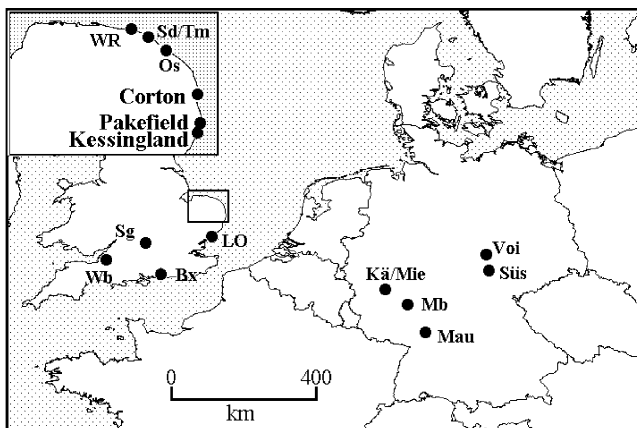 WR
Sd/Tm
Os
Corton
Pakefield
Kessingland
Sg
LO
Wb
Bx
Voi
Süs
Kä/Mie
Mb
Mau
0 400
km